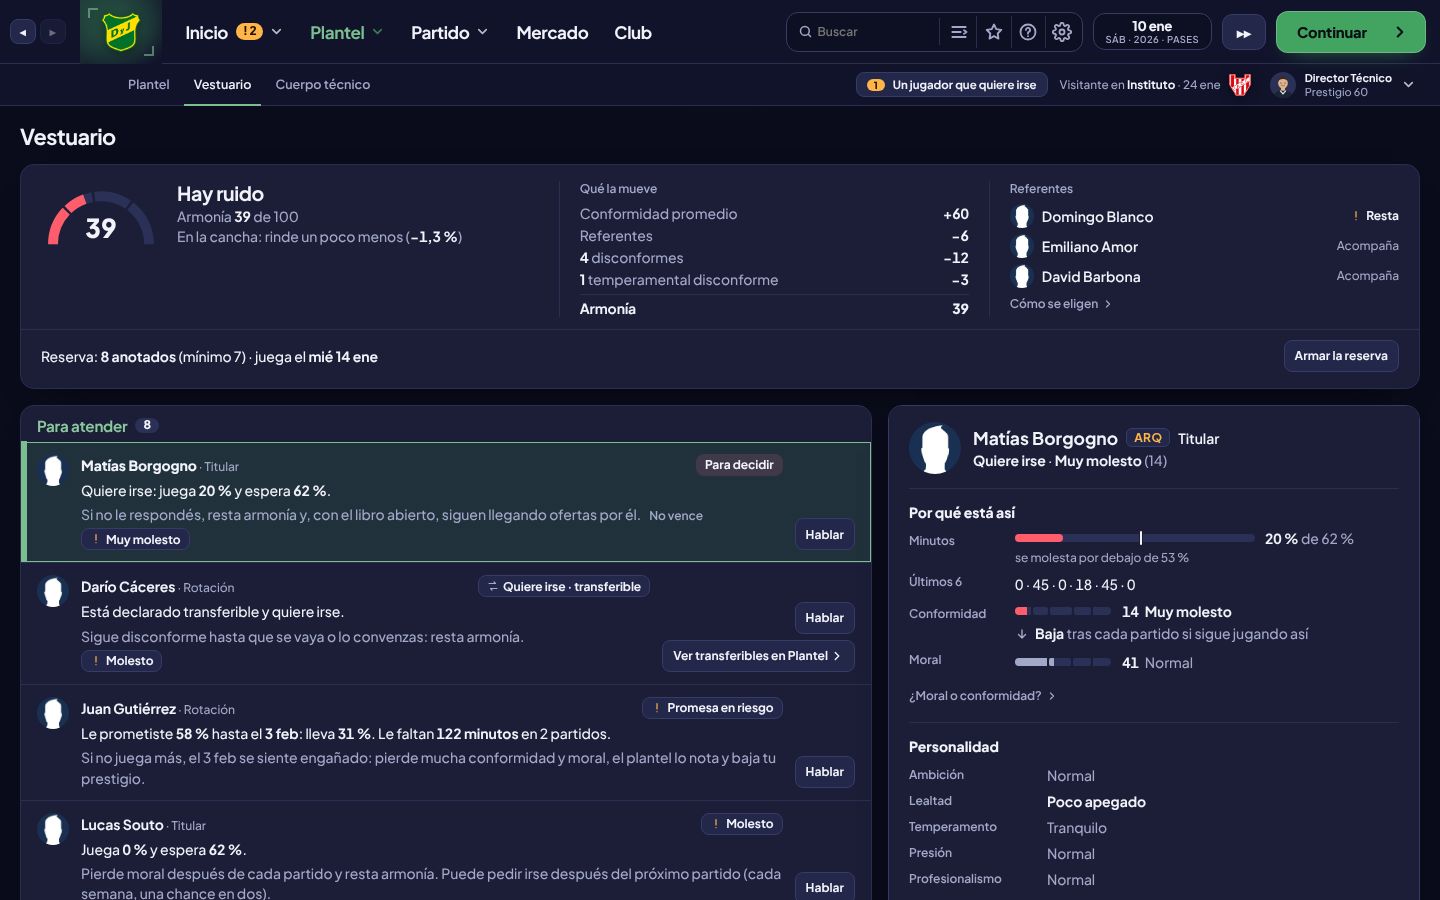 Inicio
! 2
Plantel
Partido
Mercado
Club
Buscar
10 ene
SÁB · 2026 · PASES
Continuar
DyJ
Plantel
Vestuario
Cuerpo técnico
1 Un jugador que quiere irse
Visitante en Instituto · 24 ene
Director Técnico
Prestigio 60
Vestuario
39
Hay ruido
Armonía 39 de 100
En la cancha: rinde un poco menos (−1,3 %)
Qué la mueve
Conformidad promedio +60
Referentes −6
4 disconformes −12
1 temperamental disconforme −3
Armonía 39
Referentes
Domingo Blanco ! Resta
Emiliano Amor Acompaña
David Barbona Acompaña
Cómo se eligen
Reserva: 8 anotados (mínimo 7) · juega el mié 14 ene
Armar la reserva
Para atender 8
Matías Borgogno · Titular
Para decidir
Quiere irse: juega 20 % y espera 62 %.
Si no le respondés, resta armonía y, con el libro abierto, siguen llegando ofertas por él. No vence
! Muy molesto
Hablar
Darío Cáceres · Rotación
Quiere irse · transferible
Está declarado transferible y quiere irse.
Sigue disconforme hasta que se vaya o lo convenzas: resta armonía.
! Molesto
Hablar
Ver transferibles en Plantel
Juan Gutiérrez · Rotación
! Promesa en riesgo
Le prometiste 58 % hasta el 3 feb: lleva 31 %. Le faltan 122 minutos en 2 partidos.
Si no juega más, el 3 feb se siente engañado: pierde mucha conformidad y moral, el plantel lo nota y baja tu
prestigio.
Hablar
Lucas Souto · Titular
! Molesto
Juega 0 % y espera 62 %.
Pierde moral después de cada partido y resta armonía. Puede pedir irse después del próximo partido (cada
semana, una chance en dos).
Hablar
Matías Borgogno ARQ Titular
Quiere irse · Muy molesto (14)
Por qué está así
Minutos 20 % de 62 %
se molesta por debajo de 53 %
Últimos 6 0 · 45 · 0 · 18 · 45 · 0
Conformidad 14 Muy molesto
↓ Baja tras cada partido si sigue jugando así
Moral 41 Normal
¿Moral o conformidad?
Personalidad
Ambición Normal
Lealtad Poco apegado
Temperamento Tranquilo
Presión Normal
Profesionalismo Normal